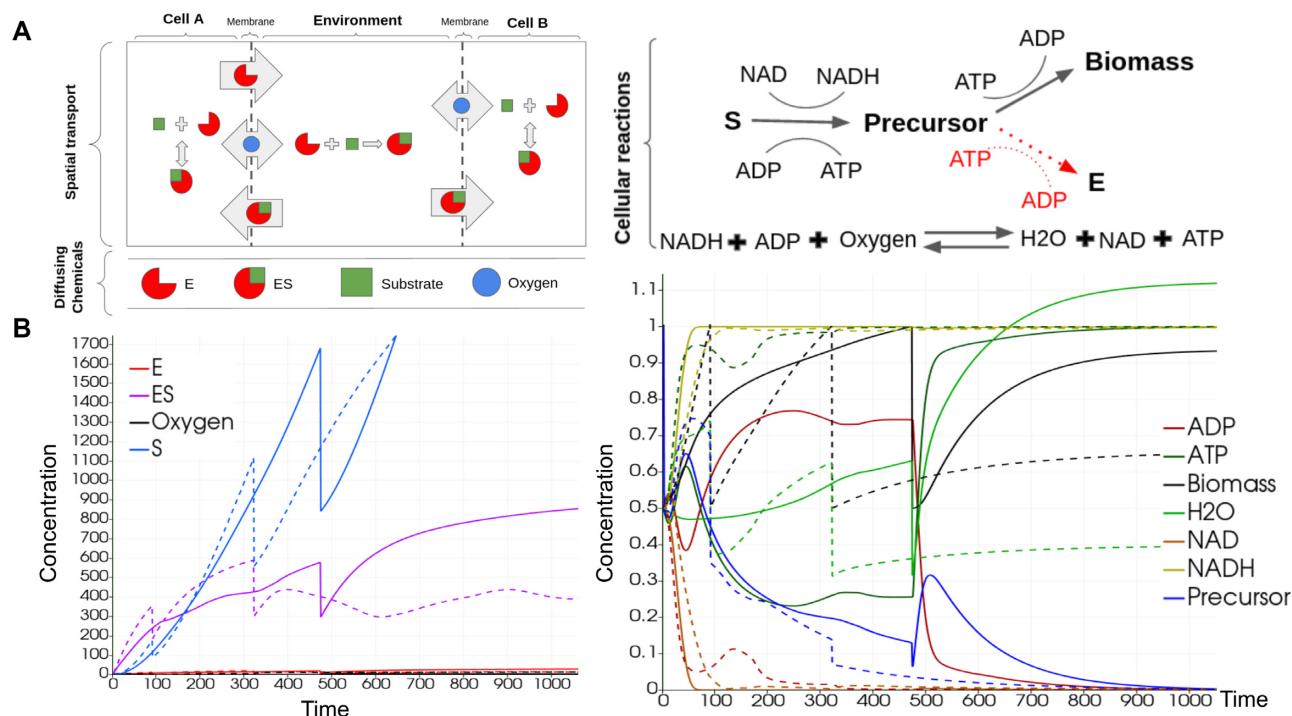 A
Cell A
Membrane
Environment
Membrane
Cell B
Spatial transport
Diffusing
Chemicals
E
ES
Substrate
Oxygen
Cellular reactions
NAD
NADH
S
Precursor
ADP
ATP
ATP
ADP
Biomass
ATP
ADP
E
NADH + ADP + Oxygen H2O + NAD + ATP
B
Concentration
1700
1600
1500
1400
1300
1200
1100
1000
900
800
700
600
500
400
300
200
100
0
E
ES
Oxygen
S
0 100 200 300 400 500 600 700 800 900 1000
Time
Concentration
1.1
1
0.9
0.8
0.7
0.6
0.5
0.4
0.3
0.2
0.1
0
ADP
ATP
Biomass
H2O
NAD
NADH
Precursor
0 100 200 300 400 500 600 700 800 900 1000 Time